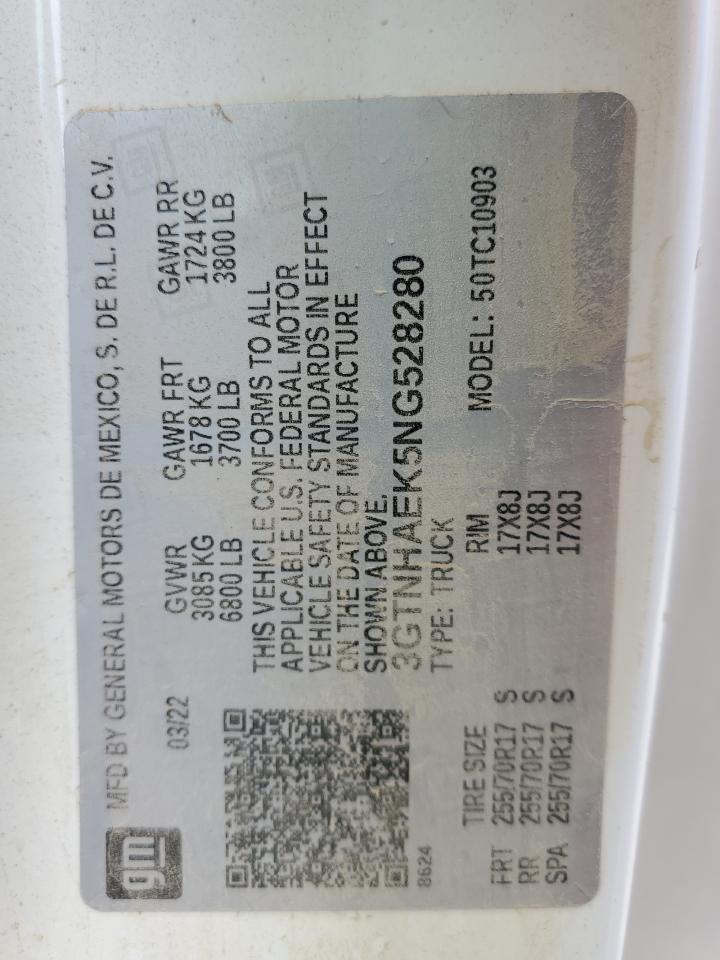 gm
MFD BY GENERAL MOTORS DE MEXICO, S. DE R.L. DE C.V.
03/22
GVWR GAWR FRT GAWR RR
3085 KG 1678 KG 1724 KG
6800 LB 3700 LB 3800 LB
THIS VEHICLE CONFORMS TO ALL
APPLICABLE U.S. FEDERAL MOTOR
VEHICLE SAFETY STANDARDS IN EFFECT
ON THE DATE OF MANUFACTURE
SHOWN ABOVE.
3GTNHAEK5NG528280
TYPE: TRUCK MODEL: 50TC10903
8624
TIRE SIZE RIM
FRT 255/70R17 S 17X8J
RR 255/70R17 S 17X8J
SPA 255/70R17 S 17X8J